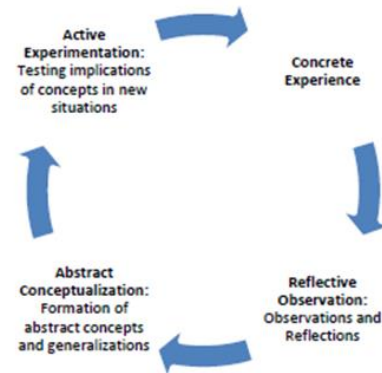 Active
Experimentation:
Testing implications
of concepts in new
situations
Concrete
Experience
Reflective
Observation:
Observations and
Reflections
Abstract
Conceptualization:
Formation of
abstract concepts
and generalizations